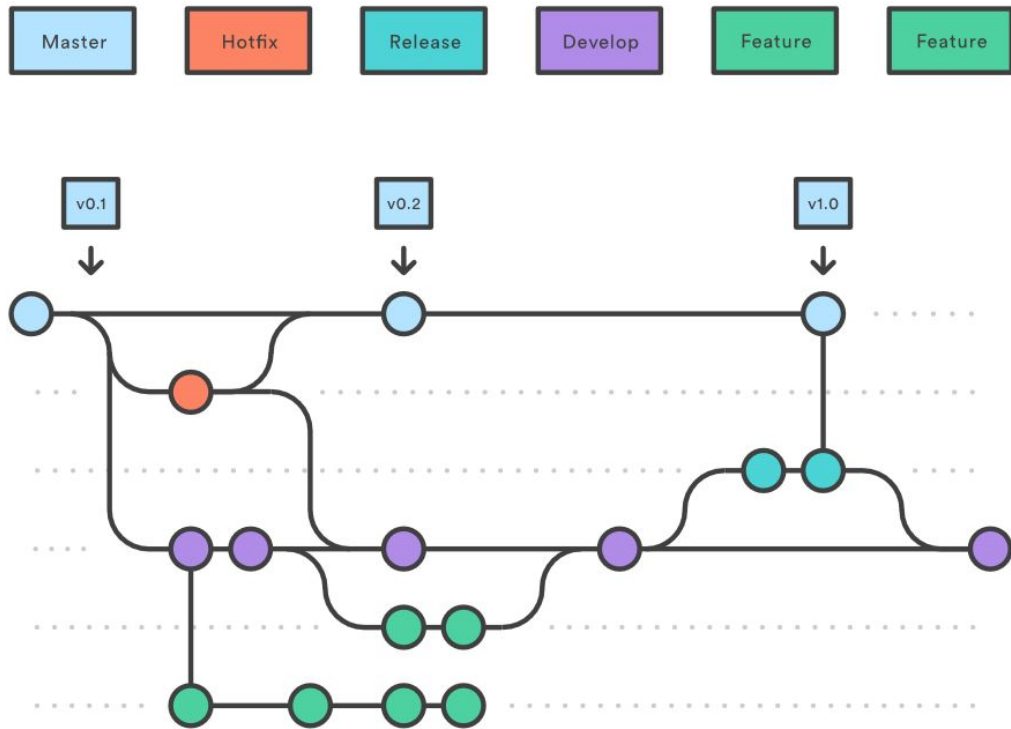 Master
Hotfix
Release
Develop
Feature
Feature
v0.1
v0.2
v1.0